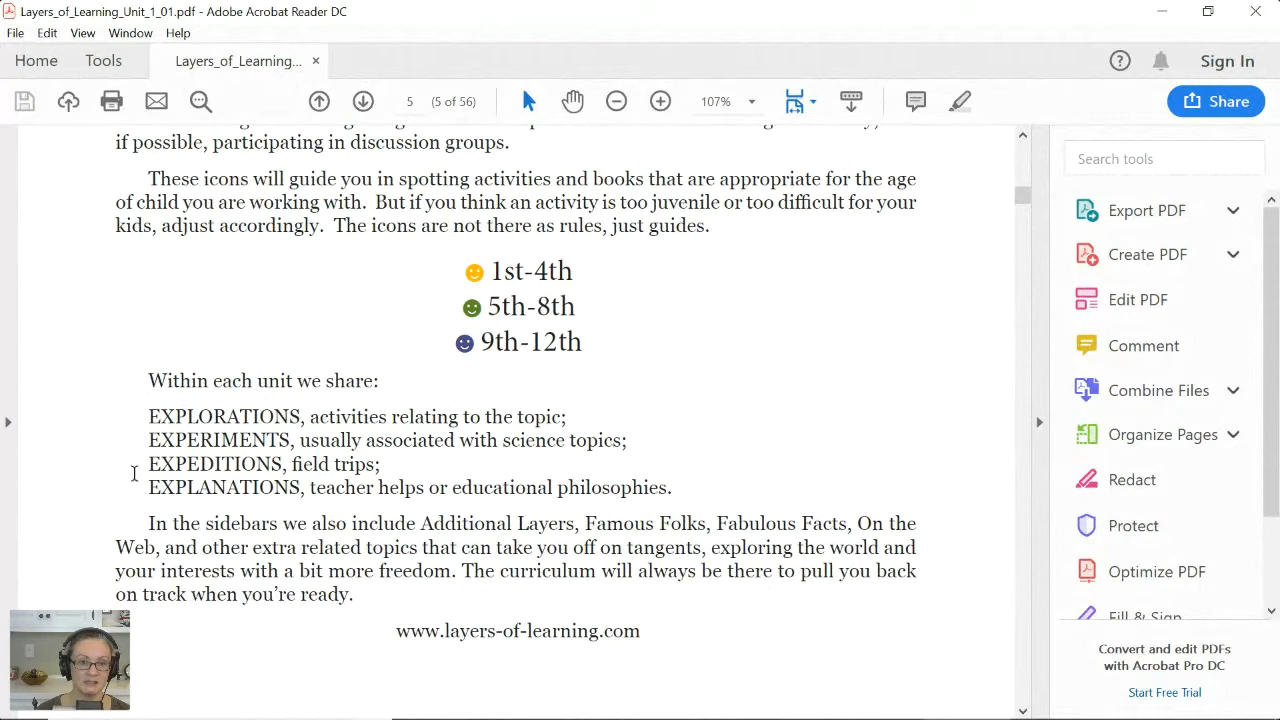 Layers_of_Learning_Unit_1_01.pdf - Adobe Acrobat Reader DC
File Edit View Window Help
Home Tools Layers_of_Learning... × Sign In
5 (5 of 56) 107% Share
if possible, participating in discussion groups.
These icons will guide you in spotting activities and books that are appropriate for the age
of child you are working with. But if you think an activity is too juvenile or too difficult for your
kids, adjust accordingly. The icons are not there as rules, just guides.
1st-4th
5th-8th
9th-12th
Within each unit we share:
EXPLORATIONS, activities relating to the topic;
EXPERIMENTS, usually associated with science topics;
EXPEDITIONS, field trips;
EXPLANATIONS, teacher helps or educational philosophies.
In the sidebars we also include Additional Layers, Famous Folks, Fabulous Facts, On the
Web, and other extra related topics that can take you off on tangents, exploring the world and
your interests with a bit more freedom. The curriculum will always be there to pull you back
on track when you're ready.
www.layers-of-learning.com
Search tools
Export PDF
Create PDF
Edit PDF
Comment
Combine Files
Organize Pages
Redact
Protect
Optimize PDF
Fill & Sign
Convert and edit PDFs
with Acrobat Pro DC
Start Free Trial